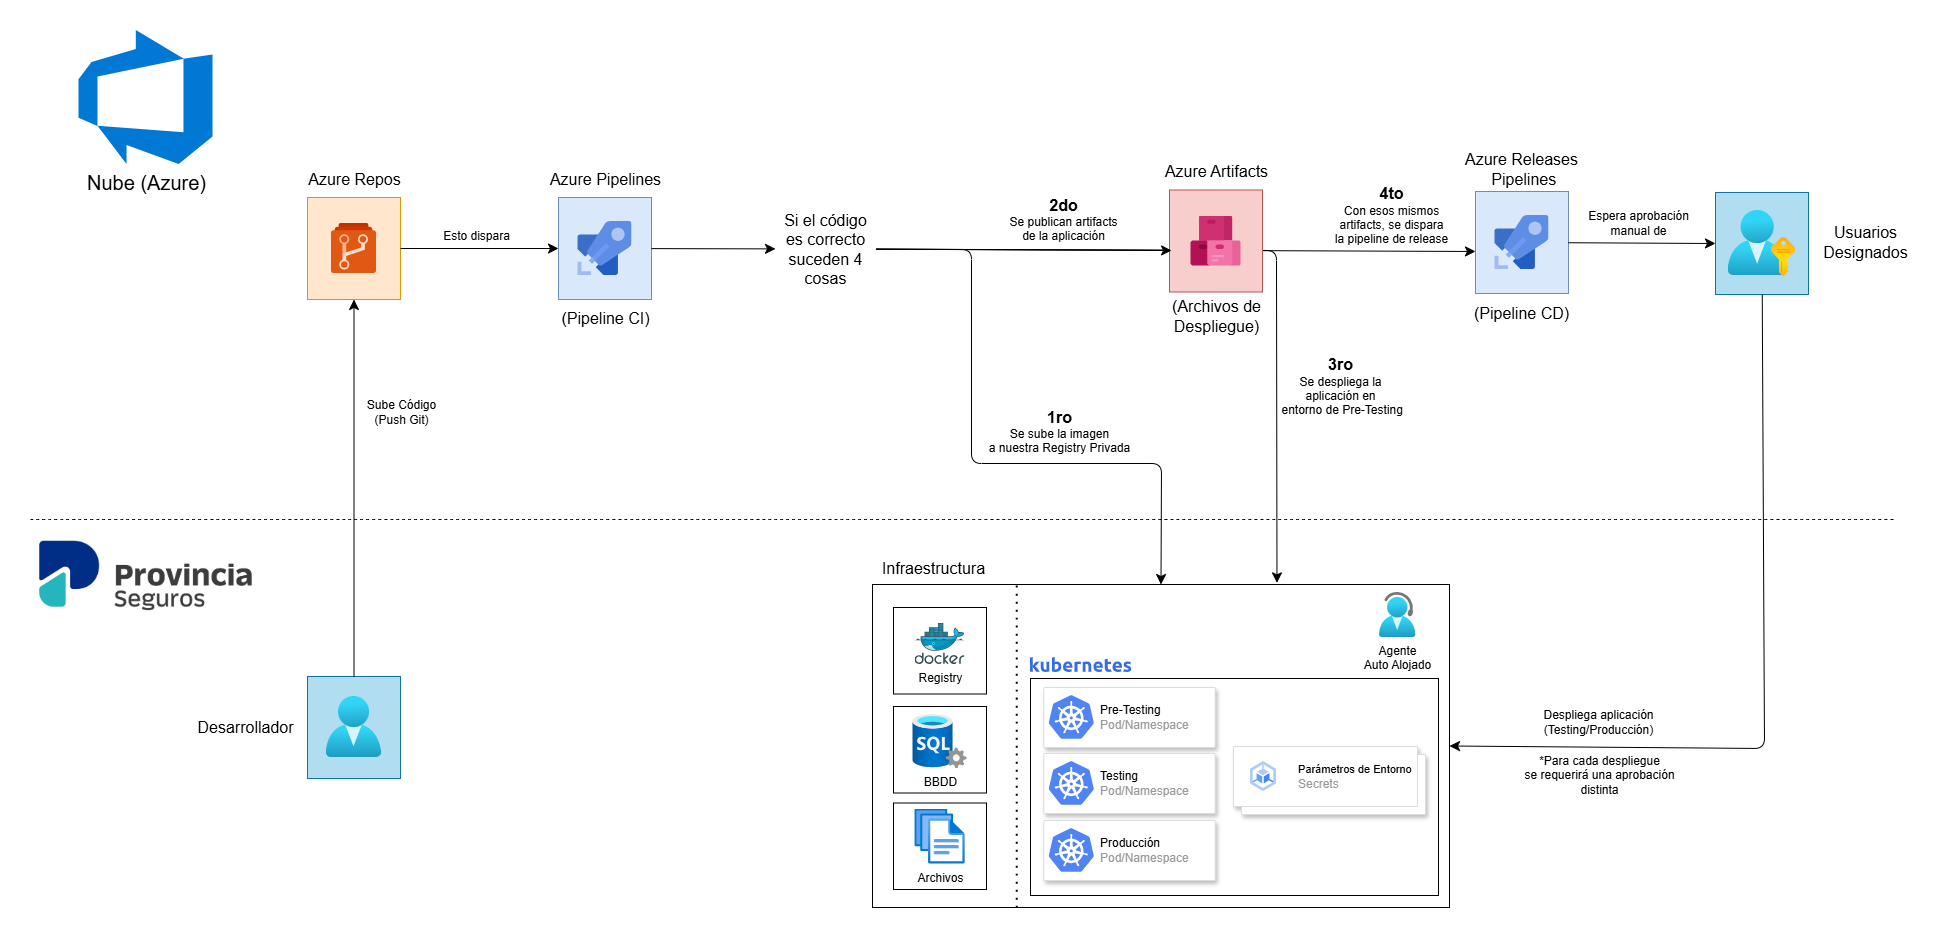 Nube (Azure)
Azure Repos
Esto dispara
Azure Pipelines
(Pipeline CI)
Si el código
es correcto
suceden 4
cosas
2do
Se publican artifacts
de la aplicación
Azure Artifacts
(Archivos de
Despliegue)
4to
Con esos mismos
artifacts, se dispara
la pipeline de release
Azure Releases
Pipelines
(Pipeline CD)
Espera aprobación
manual de
Usuarios
Designados
3ro
Se despliega la
aplicación en
entorno de Pre-Testing
1ro
Se sube la imagen
a nuestra Registry Privada
Sube Código
(Push Git)
Provincia
Seguros
Desarrollador
Infraestructura
docker
Registry
SQL
BBDD
Archivos
kubernetes
Agente
Auto Alojado
Pre-Testing
Pod/Namespace
Testing
Pod/Namespace
Producción
Pod/Namespace
Parámetros de Entorno
Secrets
Despliega aplicación
(Testing/Producción)
*Para cada despliegue
se requerirá una aprobación
distinta